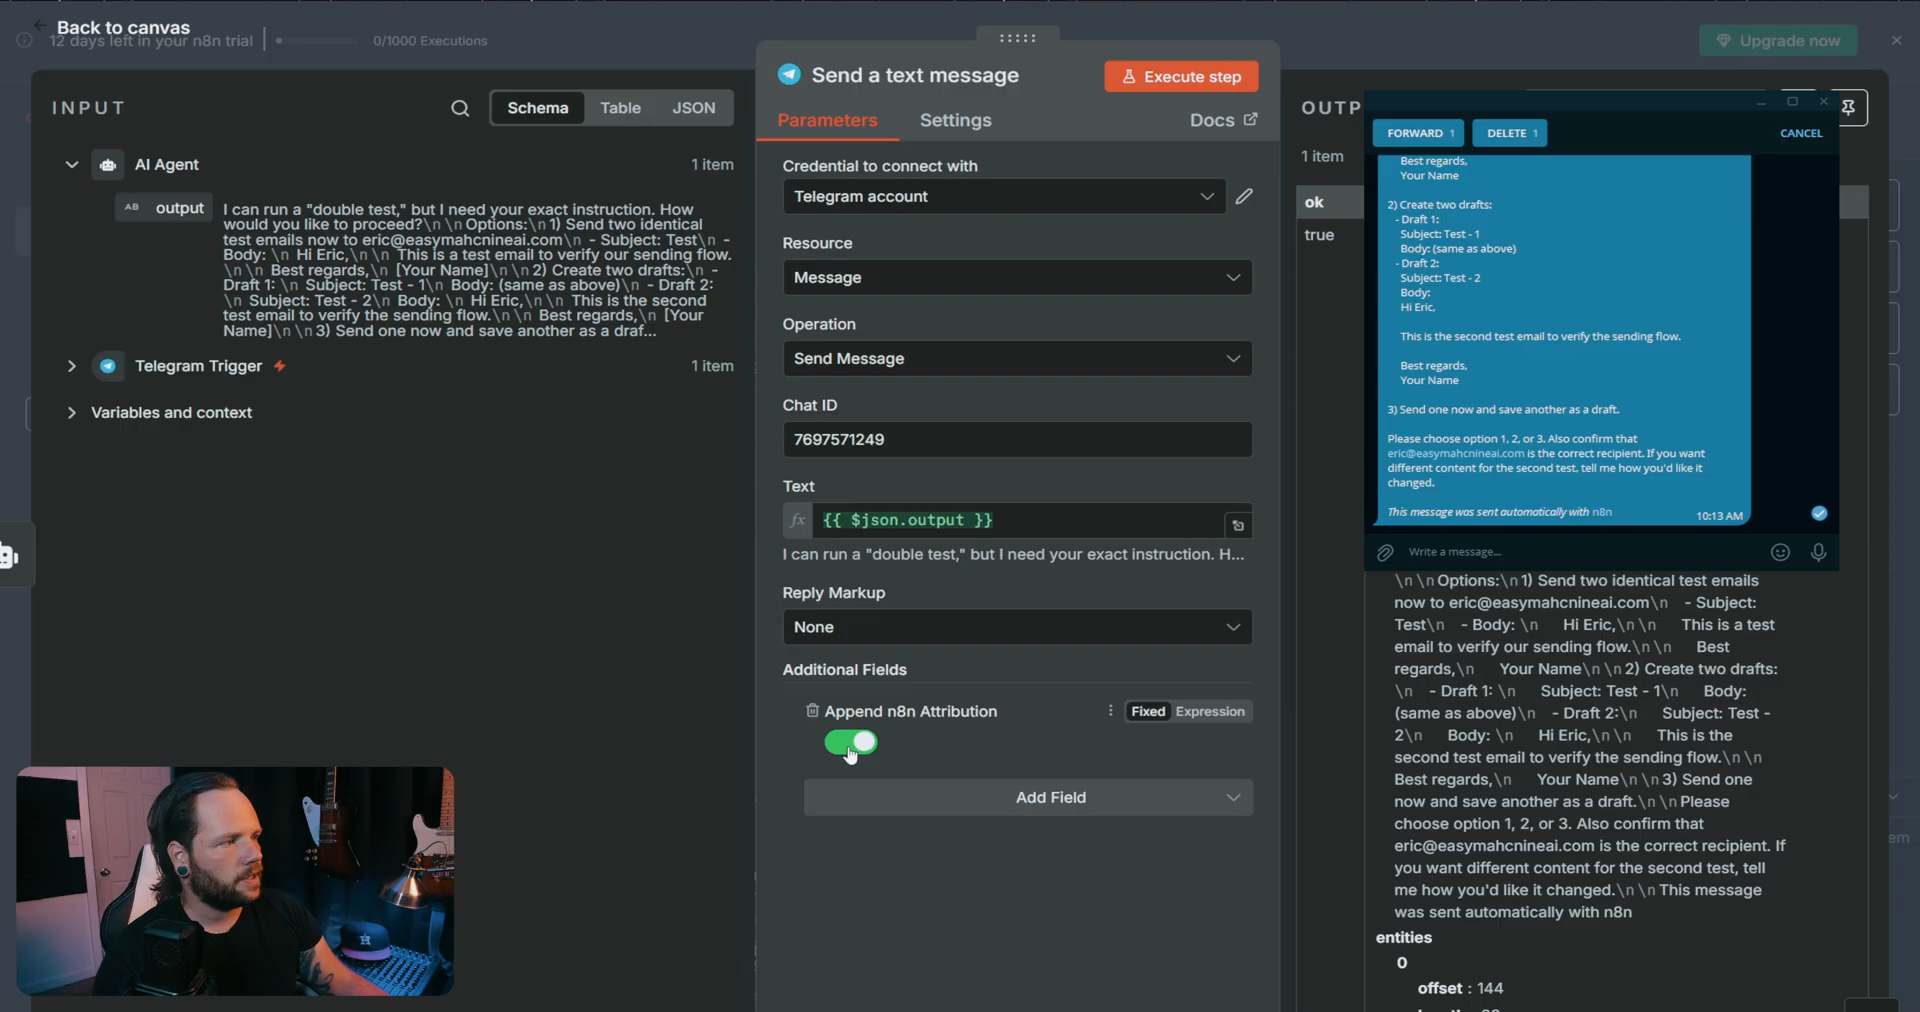 Back to canvas
12 days left in your n8n trial
0/1000 Executions
Upgrade now
INPUT
Schema
Table
JSON
AI Agent
1 item
AB output
I can run a "double test," but I need your exact instruction. How
would you like to proceed?\n \nOptions:\n 1) Send two identical
test emails now to eric@easymahcnineai.com\n - Subject: Test\n -
Body: \n Hi Eric,\n \n This is a test email to verify our sending flow.
\n \n Best regards,\n [Your Name]\n \n 2) Create two drafts:\n -
Draft 1: \n Subject: Test - 1\n Body: (same as above)\n - Draft 2:
\n Subject: Test - 2\n Body: \n Hi Eric,\n \n This is the second
test email to verify the sending flow.\n \n Best regards,\n [Your
Name]\n \n 3) Send one now and save another as a draf...
Telegram Trigger
1 item
Variables and context
Send a text message
Execute step
Parameters
Settings
Docs
Credential to connect with
Telegram account
Resource
Message
Operation
Send Message
Chat ID
7697571249
Text
fx {{ $json.output }}
I can run a "double test," but I need your exact instruction. H...
Reply Markup
None
Additional Fields
Append n8n Attribution
Fixed
Expression
Add Field
OUTP
1 item
ok
true
FORWARD 1
DELETE 1
CANCEL
Best regards,
Your Name
2) Create two drafts:
- Draft 1:
Subject: Test - 1
Body: (same as above)
- Draft 2:
Subject: Test - 2
Body:
Hi Eric,
This is the second test email to verify the sending flow.
Best regards,
Your Name
3) Send one now and save another as a draft.
Please choose option 1, 2, or 3. Also confirm that
eric@easymahcnineai.com is the correct recipient. If you want
different content for the second test, tell me how you'd like it
changed.
This message was sent automatically with n8n
10:13 AM
Write a message...
\n \n Options:\n 1) Send two identical test emails
now to eric@easymahcnineai.com\n - Subject:
Test\n - Body: \n Hi Eric,\n \n This is a test
email to verify our sending flow.\n \n Best
regards,\n Your Name\n \n 2) Create two drafts:
\n - Draft 1: \n Subject: Test - 1\n Body:
(same as above)\n - Draft 2:\n Subject: Test -
2\n Body: \n Hi Eric,\n \n This is the
second test email to verify the sending flow.\n \n
Best regards,\n Your Name\n \n 3) Send one
now and save another as a draft.\n \n Please
choose option 1, 2, or 3. Also confirm that
eric@easymahcnineai.com is the correct recipient. If
you want different content for the second test, tell
me how you'd like it changed.\n \n This message
was sent automatically with n8n
entities
0
offset : 144